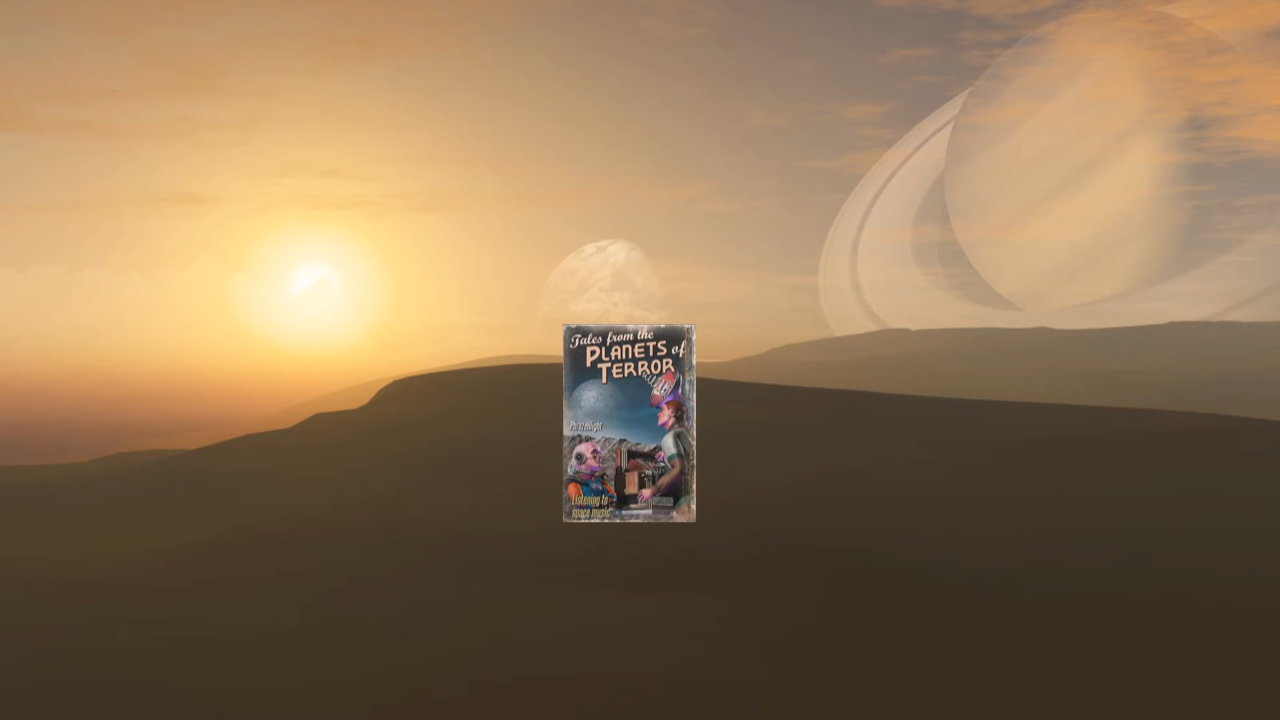 Tales from the
PLANETS of
TERROR
Listening to
space music